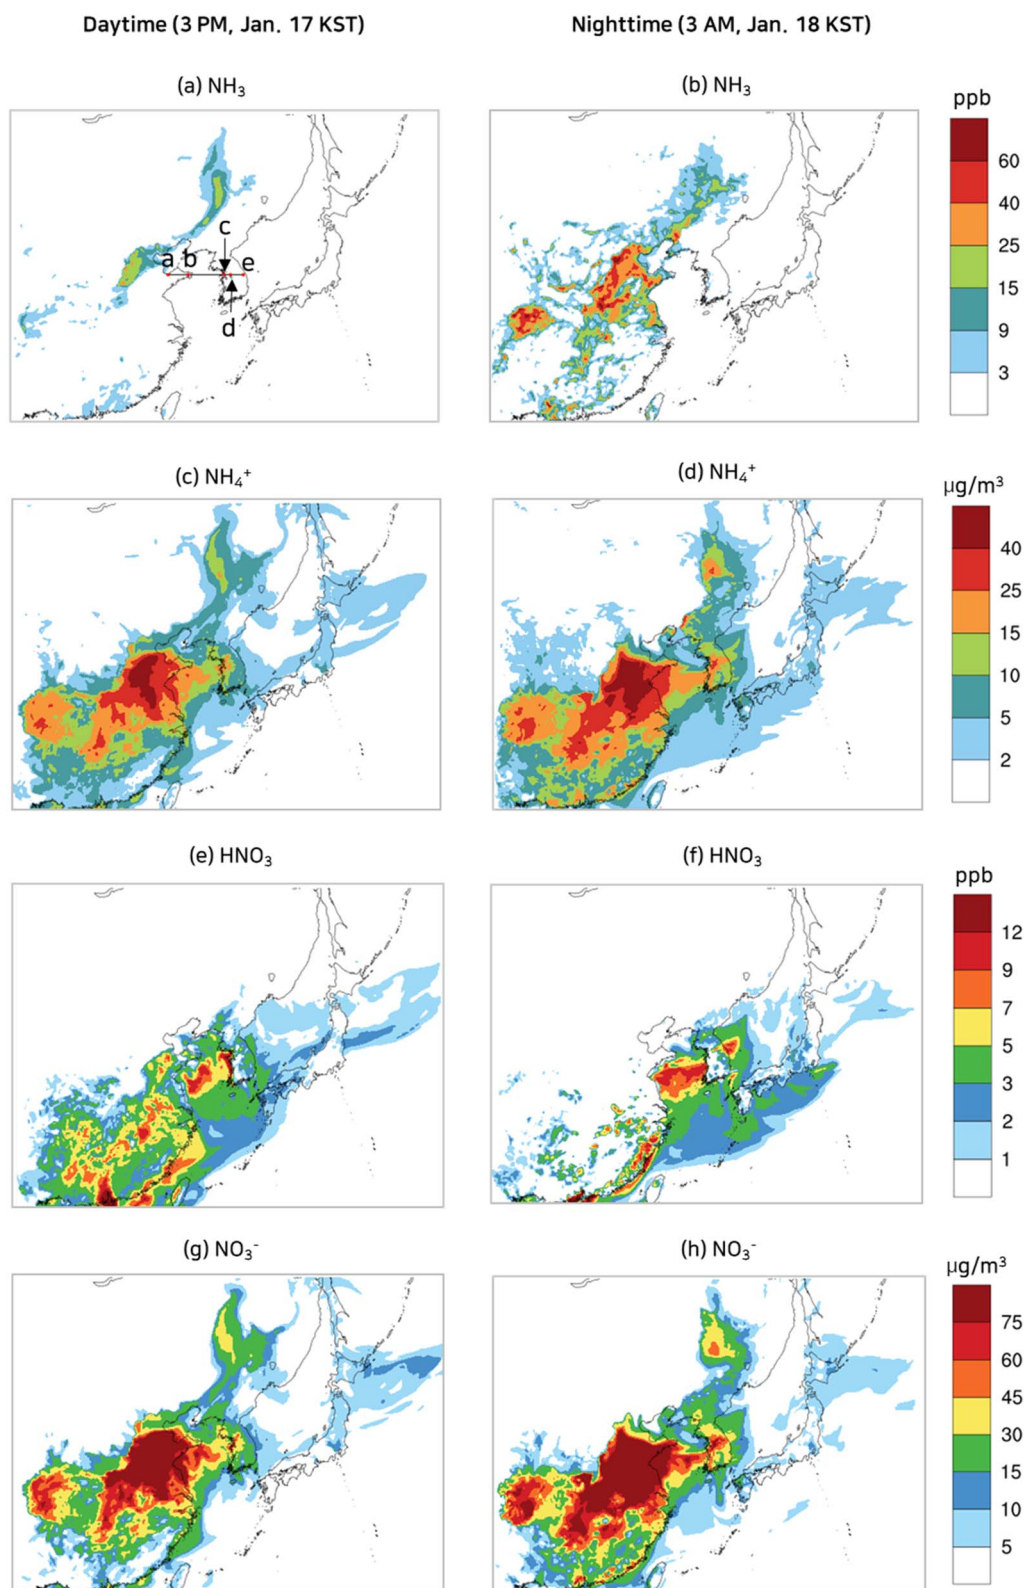 Daytime (3 PM, Jan. 17 KST) Nighttime (3 AM, Jan. 18 KST)
(a) NH₃ (b) NH₃
ppb
60
40
25
15
9
3
c
a b e
d
(c) NH₄⁺ (d) NH₄⁺
μg/m³
40
25
15
10
5
2
(e) HNO₃ (f) HNO₃
ppb
12
9
7
5
3
2
1
(g) NO₃⁻ (h) NO₃⁻
μg/m³
75
60
45
30
15
10
5